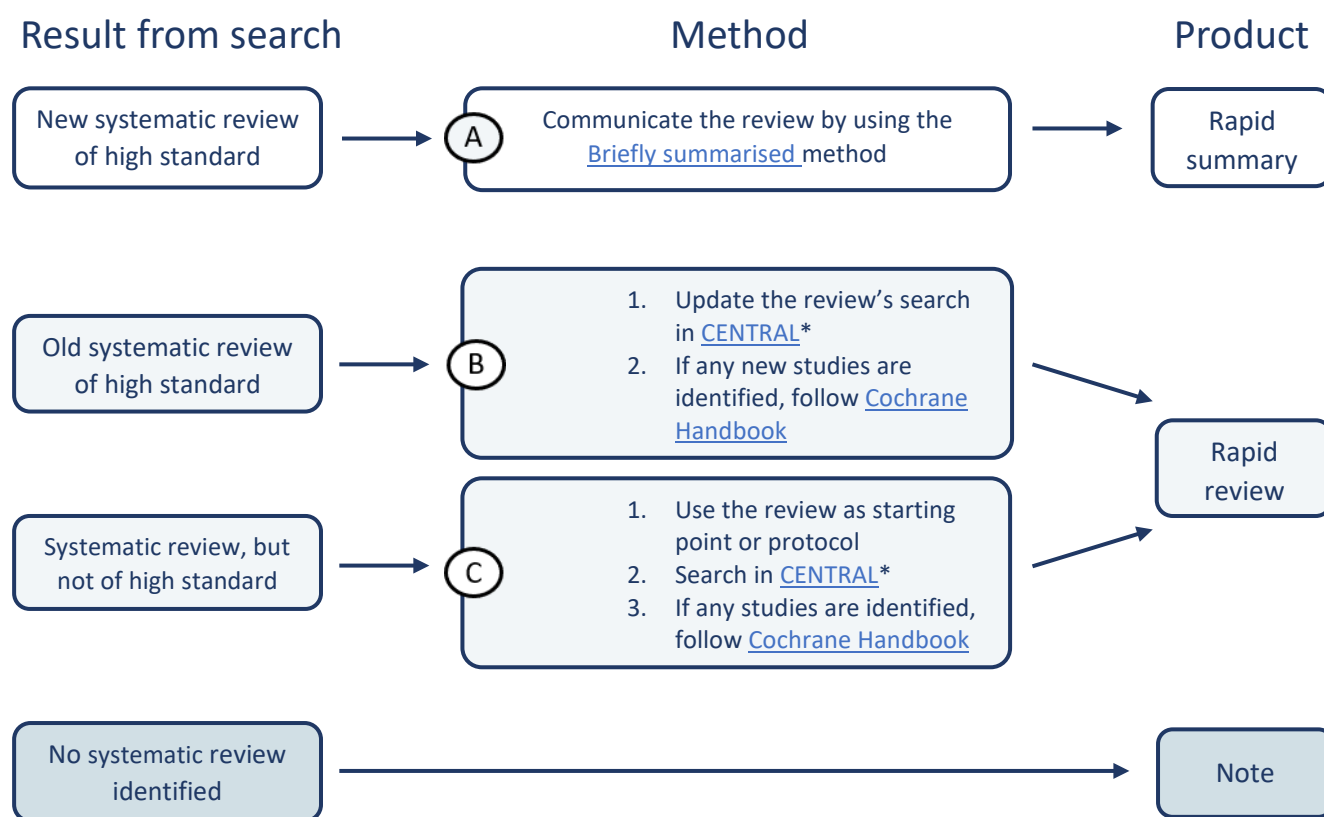 Result from search
Method
Product
New systematic review
of high standard
A
Communicate the review by using the
Briefly summarised method
Rapid
summary
Old systematic review
of high standard
B
1. Update the review’s search
in CENTRAL*
2. If any new studies are
identified, follow Cochrane
Handbook
Rapid
review
Systematic review, but
not of high standard
C
1. Use the review as starting
point or protocol
2. Search in CENTRAL*
3. If any studies are identified,
follow Cochrane Handbook
No systematic review
identified
Note